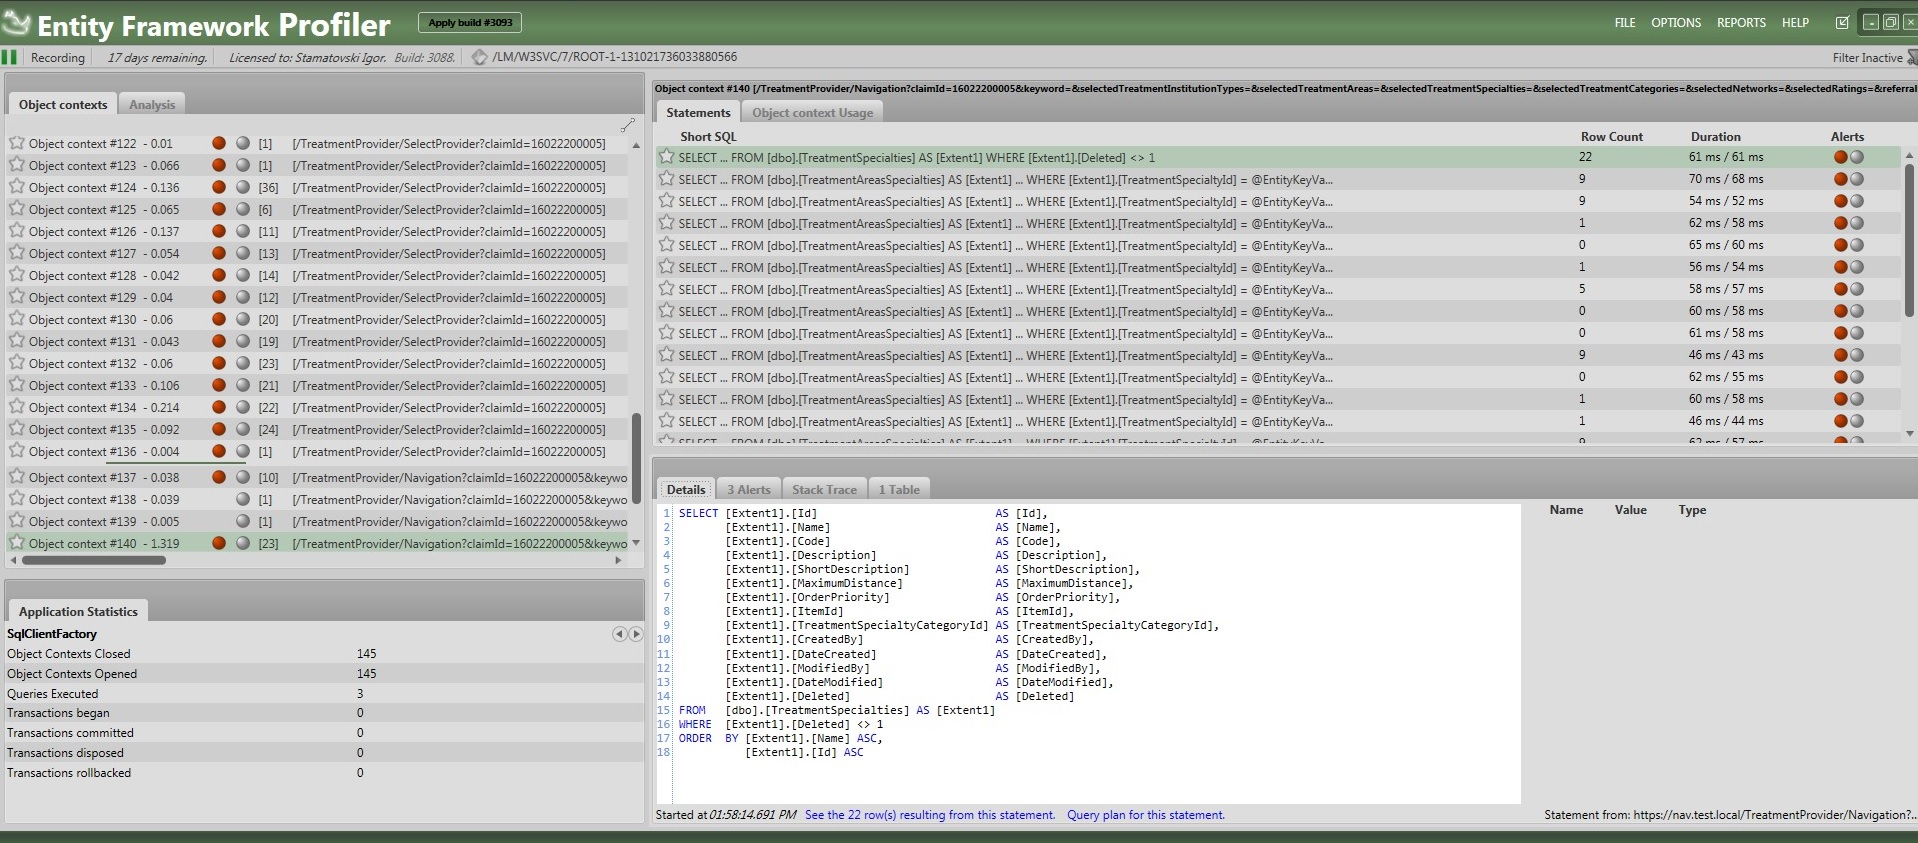 Entity Framework Profiler
Apply build #3093
FILE OPTIONS REPORTS HELP
Recording 17 days remaining. Licensed to: Stamatovski Igor. Build: 3088. /LM/W3SVC/7/ROOT-1-131021736033880566
Filter Inactive
Object contexts Analysis
Object context #122 - 0.01 [1] [/TreatmentProvider/SelectProvider?claimId=16022200005]
Object context #123 - 0.066 [1] [/TreatmentProvider/SelectProvider?claimId=16022200005]
Object context #124 - 0.136 [36] [/TreatmentProvider/SelectProvider?claimId=16022200005]
Object context #125 - 0.065 [6] [/TreatmentProvider/SelectProvider?claimId=16022200005]
Object context #126 - 0.137 [11] [/TreatmentProvider/SelectProvider?claimId=16022200005]
Object context #127 - 0.054 [13] [/TreatmentProvider/SelectProvider?claimId=16022200005]
Object context #128 - 0.042 [14] [/TreatmentProvider/SelectProvider?claimId=16022200005]
Object context #129 - 0.04 [12] [/TreatmentProvider/SelectProvider?claimId=16022200005]
Object context #130 - 0.06 [20] [/TreatmentProvider/SelectProvider?claimId=16022200005]
Object context #131 - 0.043 [19] [/TreatmentProvider/SelectProvider?claimId=16022200005]
Object context #132 - 0.06 [23] [/TreatmentProvider/SelectProvider?claimId=16022200005]
Object context #133 - 0.106 [21] [/TreatmentProvider/SelectProvider?claimId=16022200005]
Object context #134 - 0.214 [22] [/TreatmentProvider/SelectProvider?claimId=16022200005]
Object context #135 - 0.092 [24] [/TreatmentProvider/SelectProvider?claimId=16022200005]
Object context #136 - 0.004 [1] [/TreatmentProvider/SelectProvider?claimId=16022200005]
Object context #137 - 0.038 [10] [/TreatmentProvider/Navigation?claimId=16022200005&keywo
Object context #138 - 0.039 [1] [/TreatmentProvider/Navigation?claimId=16022200005&keywo
Object context #139 - 0.005 [1] [/TreatmentProvider/Navigation?claimId=16022200005&keywo
Object context #140 - 1.319 [23] [/TreatmentProvider/Navigation?claimId=16022200005&keywo
Application Statistics
SqlClientFactory
Object Contexts Closed 145
Object Contexts Opened 145
Queries Executed 3
Transactions began 0
Transactions committed 0
Transactions disposed 0
Transactions rollbacked 0
Object context #140 [/TreatmentProvider/Navigation?claimId=16022200005&keyword=&selectedTreatmentInstitutionTypes=&selectedTreatmentAreas=&selectedTreatmentSpecialties=&selectedTreatmentCategories=&selectedNetworks=&selectedRatings=&referral
Statements Object context Usage
Short SQL Row Count Duration Alerts
SELECT ... FROM [dbo].[TreatmentSpecialties] AS [Extent1] WHERE [Extent1].[Deleted] <> 1 22 61 ms / 61 ms
SELECT ... FROM [dbo].[TreatmentAreasSpecialties] AS [Extent1] ... WHERE [Extent1].[TreatmentSpecialtyId] = @EntityKeyVa... 9 70 ms / 68 ms
SELECT ... FROM [dbo].[TreatmentAreasSpecialties] AS [Extent1] ... WHERE [Extent1].[TreatmentSpecialtyId] = @EntityKeyVa... 9 54 ms / 52 ms
SELECT ... FROM [dbo].[TreatmentAreasSpecialties] AS [Extent1] ... WHERE [Extent1].[TreatmentSpecialtyId] = @EntityKeyVa... 1 62 ms / 58 ms
SELECT ... FROM [dbo].[TreatmentAreasSpecialties] AS [Extent1] ... WHERE [Extent1].[TreatmentSpecialtyId] = @EntityKeyVa... 0 65 ms / 60 ms
SELECT ... FROM [dbo].[TreatmentAreasSpecialties] AS [Extent1] ... WHERE [Extent1].[TreatmentSpecialtyId] = @EntityKeyVa... 1 56 ms / 54 ms
SELECT ... FROM [dbo].[TreatmentAreasSpecialties] AS [Extent1] ... WHERE [Extent1].[TreatmentSpecialtyId] = @EntityKeyVa... 5 58 ms / 57 ms
SELECT ... FROM [dbo].[TreatmentAreasSpecialties] AS [Extent1] ... WHERE [Extent1].[TreatmentSpecialtyId] = @EntityKeyVa... 0 60 ms / 58 ms
SELECT ... FROM [dbo].[TreatmentAreasSpecialties] AS [Extent1] ... WHERE [Extent1].[TreatmentSpecialtyId] = @EntityKeyVa... 0 61 ms / 58 ms
SELECT ... FROM [dbo].[TreatmentAreasSpecialties] AS [Extent1] ... WHERE [Extent1].[TreatmentSpecialtyId] = @EntityKeyVa... 9 46 ms / 43 ms
SELECT ... FROM [dbo].[TreatmentAreasSpecialties] AS [Extent1] ... WHERE [Extent1].[TreatmentSpecialtyId] = @EntityKeyVa... 0 62 ms / 55 ms
SELECT ... FROM [dbo].[TreatmentAreasSpecialties] AS [Extent1] ... WHERE [Extent1].[TreatmentSpecialtyId] = @EntityKeyVa... 1 60 ms / 58 ms
SELECT ... FROM [dbo].[TreatmentAreasSpecialties] AS [Extent1] ... WHERE [Extent1].[TreatmentSpecialtyId] = @EntityKeyVa... 1 46 ms / 44 ms
SELECT ... FROM [dbo].[TreatmentAreasSpecialties] AS [Extent1] ... WHERE [Extent1].[TreatmentSpecialtyId] = @EntityKeyVa... 9 62 ms / 57 ms
Details 3 Alerts Stack Trace 1 Table
1 SELECT [Extent1].[Id] AS [Id],
2 [Extent1].[Name] AS [Name],
3 [Extent1].[Code] AS [Code],
4 [Extent1].[Description] AS [Description],
5 [Extent1].[ShortDescription] AS [ShortDescription],
6 [Extent1].[MaximumDistance] AS [MaximumDistance],
7 [Extent1].[OrderPriority] AS [OrderPriority],
8 [Extent1].[ItemId] AS [ItemId],
9 [Extent1].[TreatmentSpecialtyCategoryId] AS [TreatmentSpecialtyCategoryId],
10 [Extent1].[CreatedBy] AS [CreatedBy],
11 [Extent1].[DateCreated] AS [DateCreated],
12 [Extent1].[ModifiedBy] AS [ModifiedBy],
13 [Extent1].[DateModified] AS [DateModified],
14 [Extent1].[Deleted] AS [Deleted]
15 FROM [dbo].[TreatmentSpecialties] AS [Extent1]
16 WHERE [Extent1].[Deleted] <> 1
17 ORDER BY [Extent1].[Name] ASC,
18 [Extent1].[Id] ASC
Name Value Type
Started at 01:58:14.691 PM See the 22 row(s) resulting from this statement. Query plan for this statement.
Statement from: https://nav.test.local/TreatmentProvider/Navigation?...